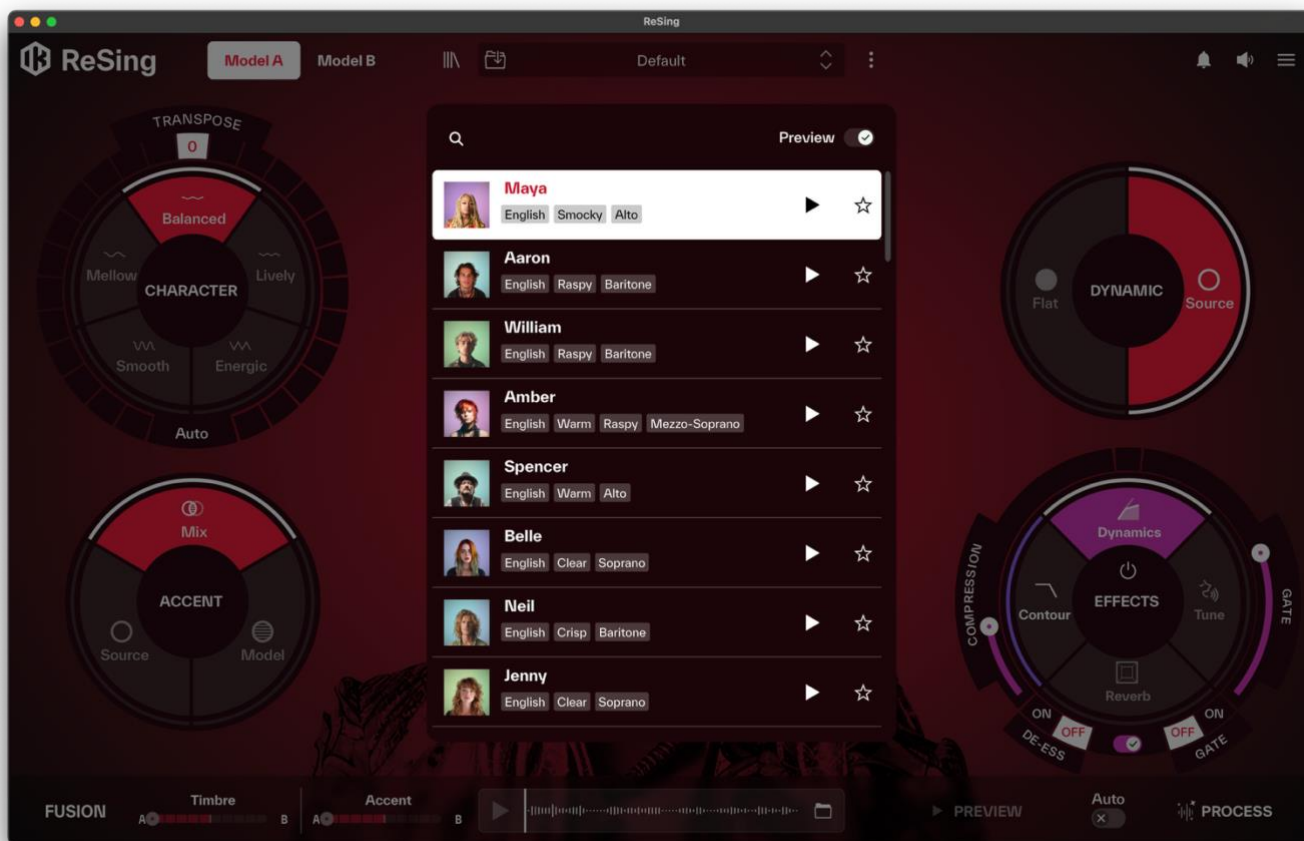 ReSing
ReSing
Model A
Model B
Default
TRANSPOSE
0
Balanced
Mellow
Lively
CHARACTER
Smooth
Energic
Auto
Mix
ACCENT
Source
Model
Preview
Maya
English Smocky Alto
Aaron
English Raspy Baritone
William
English Raspy Baritone
Amber
English Warm Raspy Mezzo-Soprano
Spencer
English Warm Alto
Belle
English Clear Soprano
Neil
English Crisp Baritone
Jenny
English Clear Soprano
Flat
DYNAMIC
Source
Dynamics
COMPRESSION
Contour
EFFECTS
Tune
GATE
Reverb
ON
OFF
DE-ESS
ON
OFF
GATE
FUSION
Timbre
A B
Accent
A B
PREVIEW
Auto
PROCESS